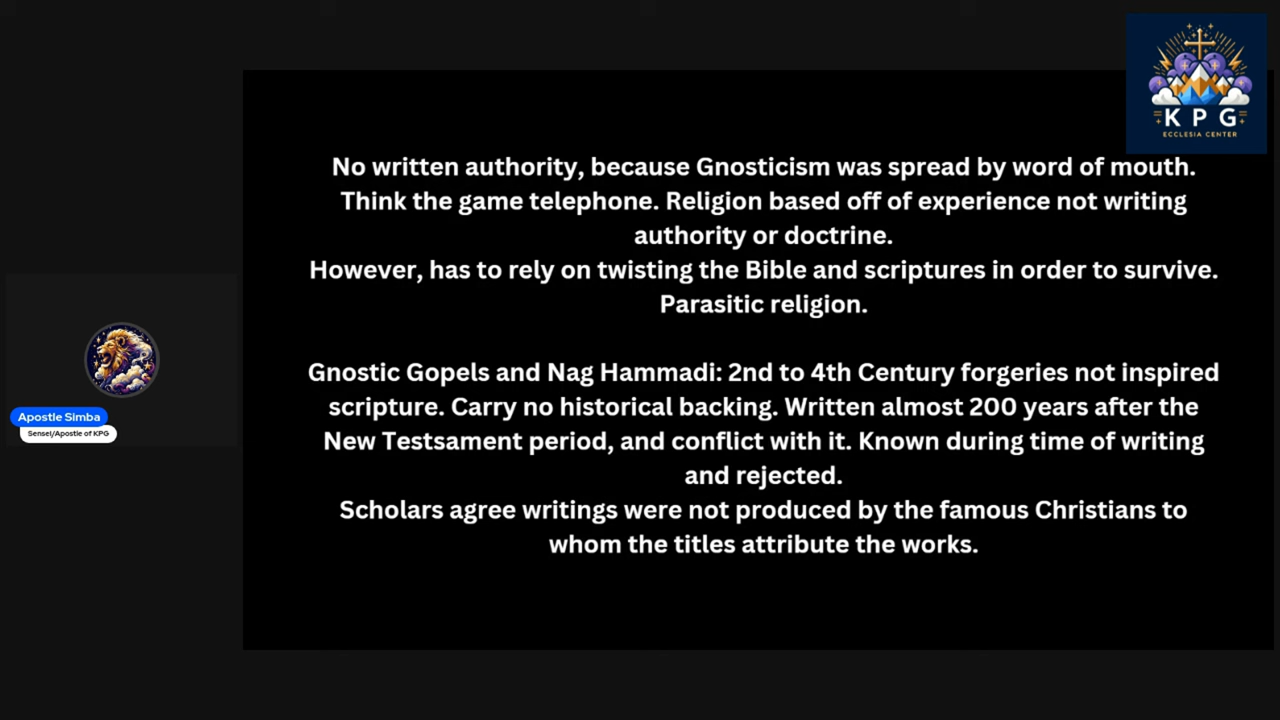 KPG
ECCLESIA CENTER
No written authority, because Gnosticism was spread by word of mouth.
Think the game telephone. Religion based off of experience not writing
authority or doctrine.
However, has to rely on twisting the Bible and scriptures in order to survive.
Parasitic religion.
Gnostic Gopels and Nag Hammadi: 2nd to 4th Century forgeries not inspired
scripture. Carry no historical backing. Written almost 200 years after the
New Testsament period, and conflict with it. Known during time of writing
and rejected.
Scholars agree writings were not produced by the famous Christians to
whom the titles attribute the works.
Apostle Simba
Sensei/Apostle of KPG